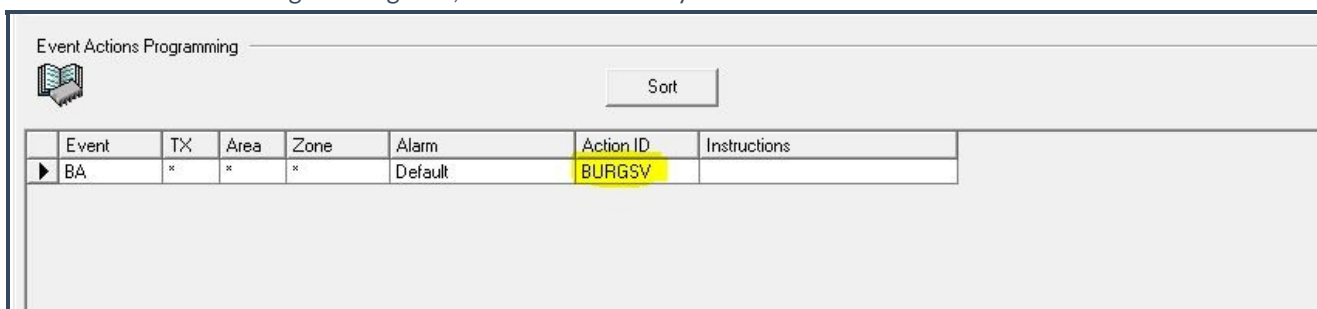 Event Actions Programming
Sort
Event TX Area Zone Alarm Action ID Instructions
BA * * * Default BURGSV